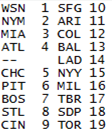 WSN 1 SFG 10
NYM 2 ARI 11
MIA 3 COL 12
ATL 4 BAL 13
-- LAD 14
CHC 5 NYY 15
PIT 6 MIL 16
BOS 7 TBR 17
STL 8 SDP 18
CIN 9 TOR 19